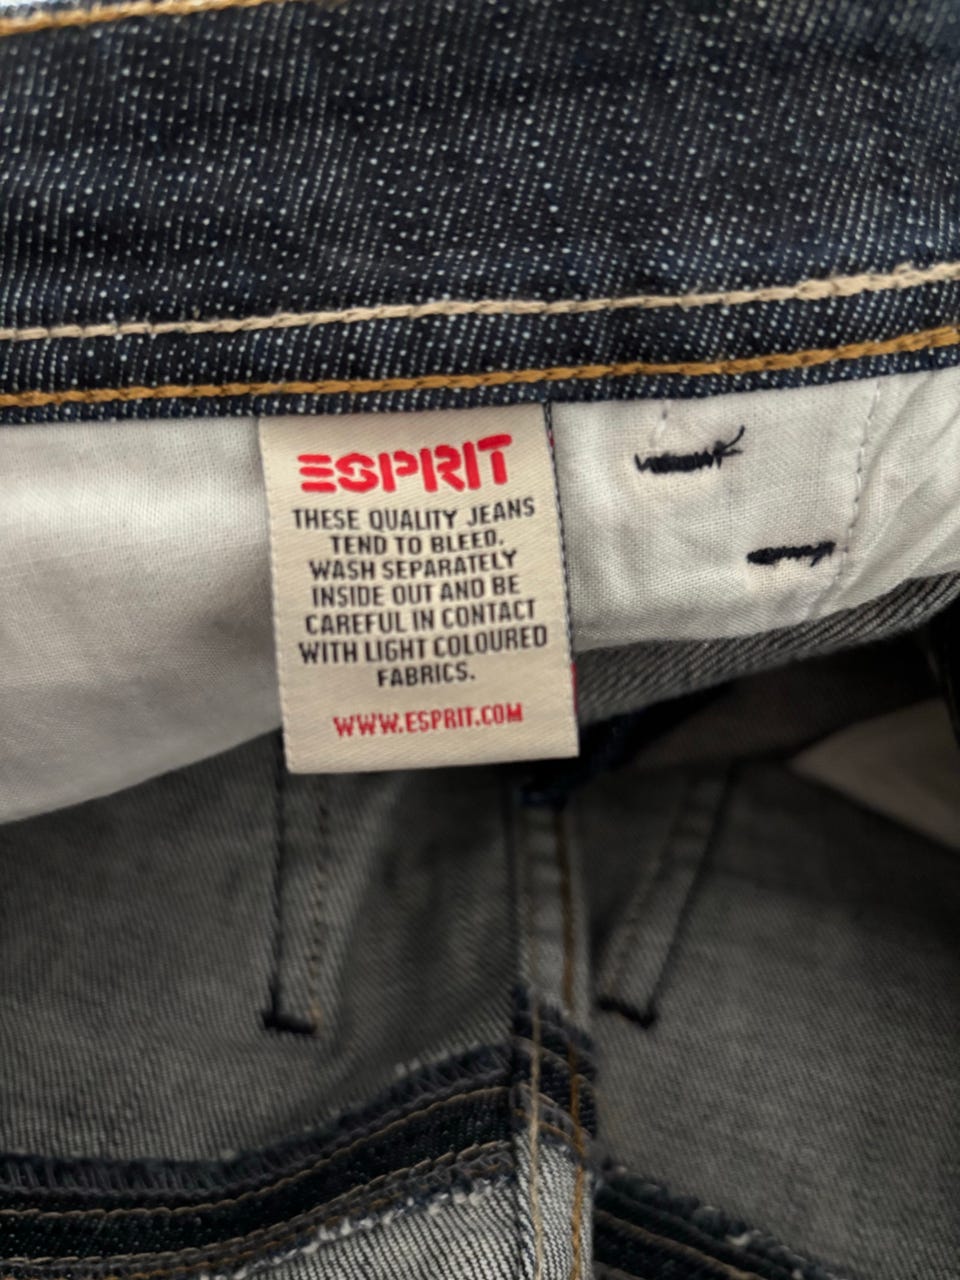 ESPRIT
THESE QUALITY JEANS
TEND TO BLEED.
WASH SEPARATELY
INSIDE OUT AND BE
CAREFUL IN CONTACT
WITH LIGHT COLOURED
FABRICS.
WWW.ESPRIT.COM